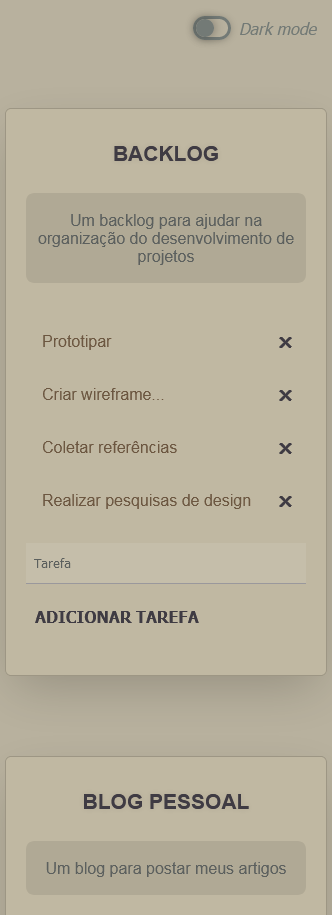 Dark mode
BACKLOG
Um backlog para ajudar na
organização do desenvolvimento de
projetos
Prototipar
Criar wireframe...
Coletar referências
Realizar pesquisas de design
Tarefa
ADICIONAR TAREFA
BLOG PESSOAL
Um blog para postar meus artigos